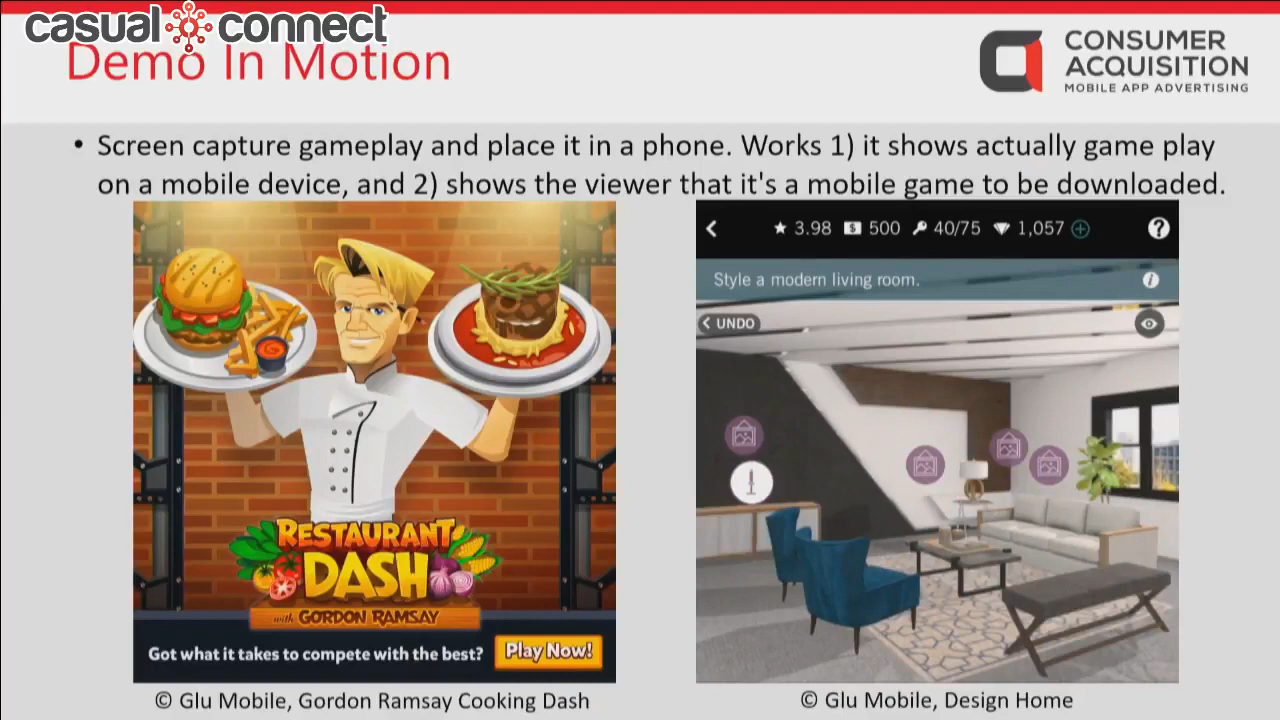 casual connect
Demo In Motion
CONSUMER
ACQUISITION
MOBILE APP ADVERTISING
• Screen capture gameplay and place it in a phone. Works 1) it shows actually game play
on a mobile device, and 2) shows the viewer that it's a mobile game to be downloaded.
RESTAURANT
DASH
with GORDON RAMSAY
Got what it takes to compete with the best? Play Now!
© Glu Mobile, Gordon Ramsay Cooking Dash
3.98 $ 500 40/75 1,057 + ?
Style a modern living room. i
UNDO
© Glu Mobile, Design Home